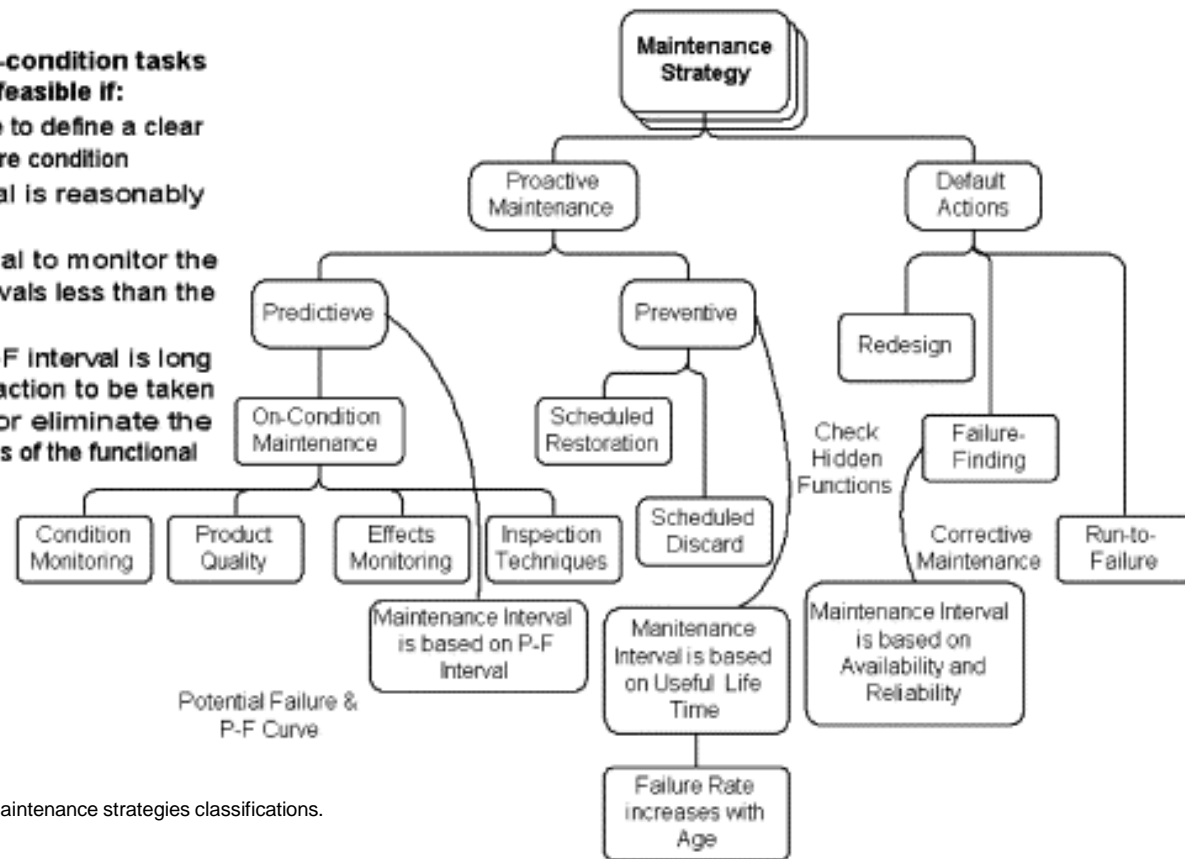 -condition tasks
feasible if:
e to define a clear
re condition
al is reasonably
al to monitor the
vals less than the
F interval is long
action to be taken
or eliminate the
s of the functional
Maintenance
Strategy
Proactive
Maintenance
Default
Actions
Predictieve
Preventive
Redesign
On-Condition
Maintenance
Scheduled
Restoration
Check
Hidden
Functions
Failure-
Finding
Condition
Monitoring
Product
Quality
Effects
Monitoring
Inspection
Techniques
Scheduled
Discard
Corrective
Maintenance
Run-to-
Failure
Maintenance Interval
is based on P-F
Interval
Manitenance
Interval is based
on Useful Life
Time
Maintenance Interval
is based on
Availability and
Reliability
Potential Failure &
P-F Curve
Failure Rate
increases with
Age
aintenance strategies classifications.